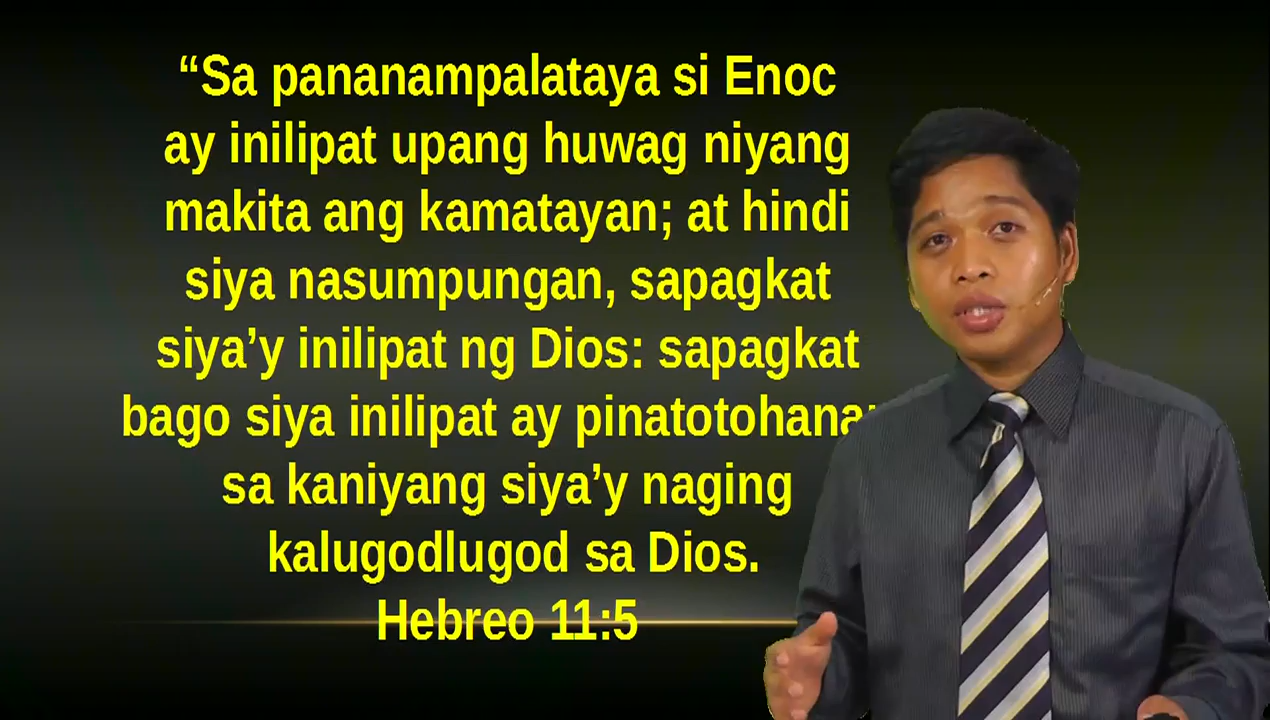 “Sa pananampalataya si Enoc
ay inilipat upang huwag niyang
makita ang kamatayan; at hindi
siya nasumpungan, sapagkat
siya’y inilipat ng Dios: sapagkat
bago siya inilipat ay
sa kaniyang siya’y naging
kalugodlugod sa Dios.
Hebreo 11:5